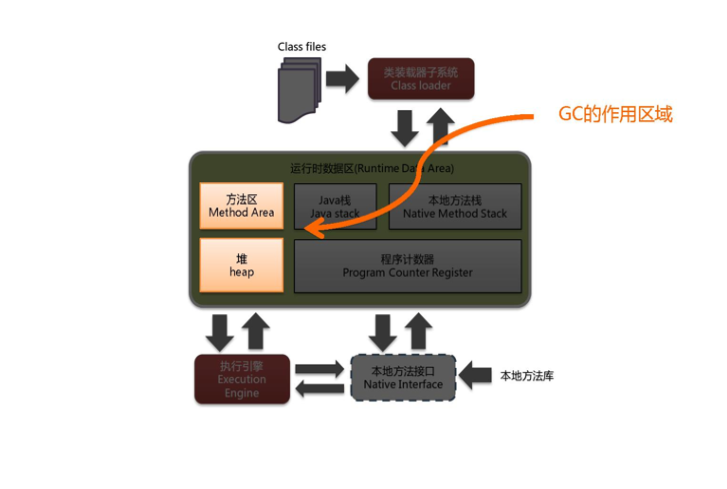 Class files
类装载器子系统
Class loader
GC的作用区域
运行时数据区(Runtime Data Area)
方法区
Method Area
Java栈
Java stack
本地方法栈
Native Method Stack
堆
heap
程序计数器
Program Counter Register
执行引擎
Execution
Engine
本地方法接口
Native Interface
本地方法库